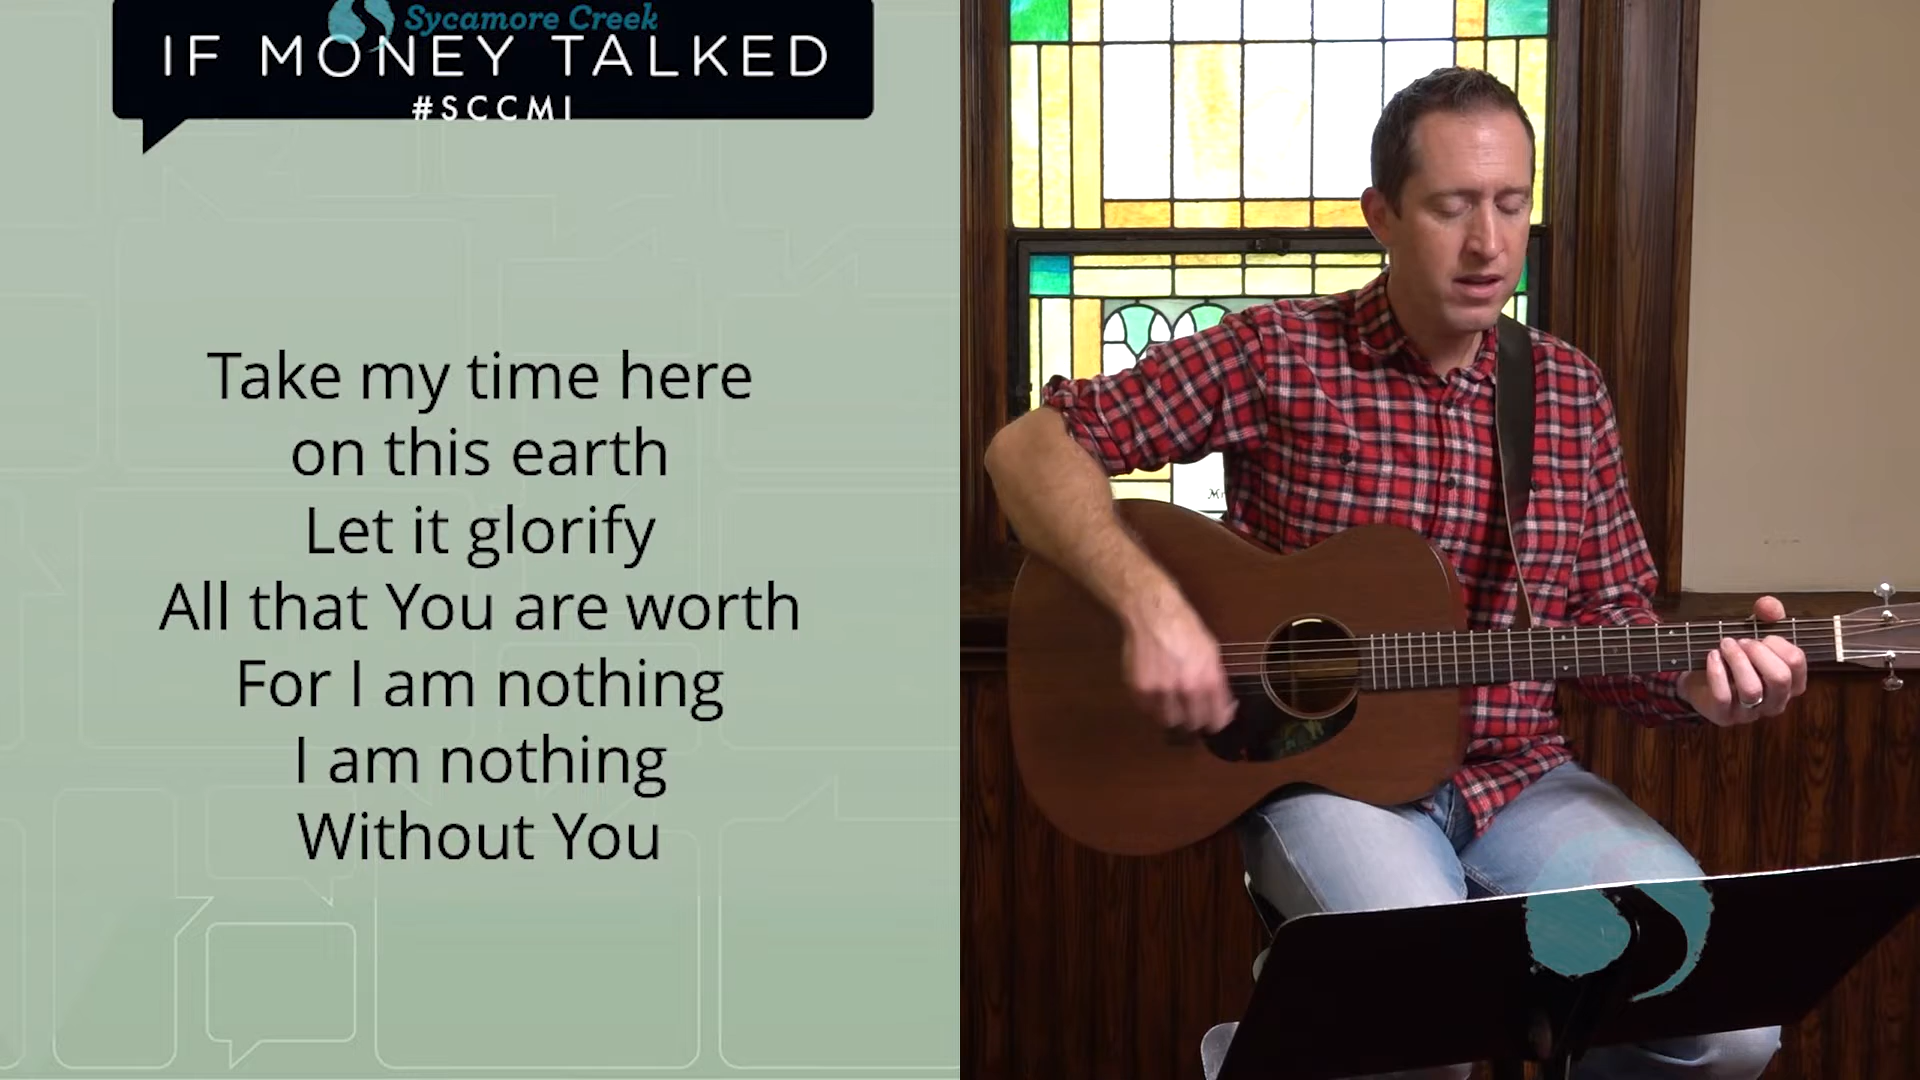 Sycamore Creek
IF MONEY TALKED
#SCCMI
Take my time here
on this earth
Let it glorify
All that You are worth
For I am nothing
I am nothing
Without You